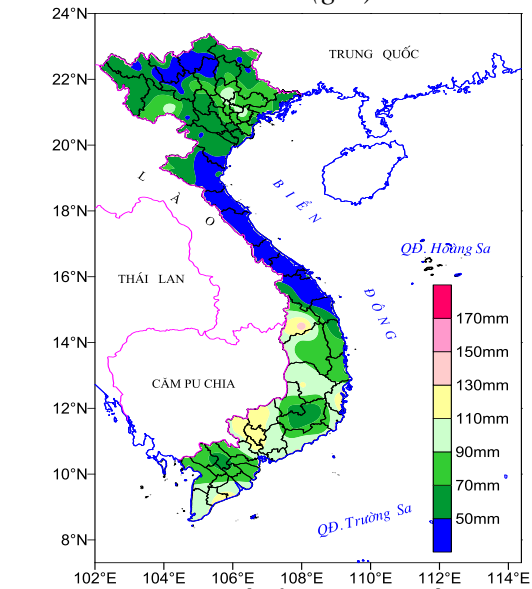 24°N
22°N
20°N
18°N
16°N
14°N
12°N
10°N
8°N
102°E 104°E 106°E 108°E 110°E 112°E 114°E
TRUNG QUỐC
LÀO
BIỂN
ĐÔNG
QĐ. Hoàng Sa
THÁI LAN
CĂM PU CHIA
QĐ. Trường Sa
170mm
150mm
130mm
110mm
90mm
70mm
50mm